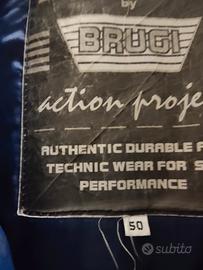 by
BRUGI
action proje
AUTHENTIC DURABLE
TECHNIC WEAR FOR S
PERFORMANCE
50
subito